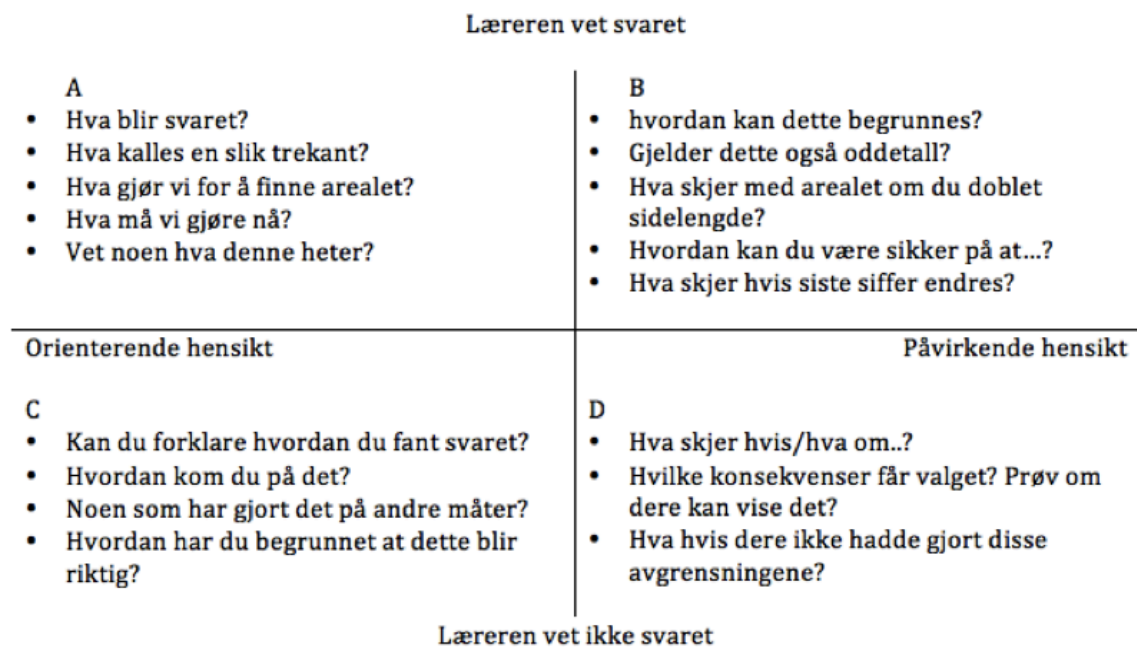 Læreren vet svaret
A
• Hva blir svaret?
• Hva kalles en slik trekant?
• Hva gjør vi for å finne arealet?
• Hva må vi gjøre nå?
• Vet noen hva denne heter?
B
• hvordan kan dette begrunnes?
• Gjelder dette også oddetall?
• Hva skjer med arealet om du doblet
sidelengde?
• Hvordan kan du være sikker på at...?
• Hva skjer hvis siste siffer endres?
Orienterende hensikt
Påvirkende hensikt
C
• Kan du forklare hvordan du fant svaret?
• Hvordan kom du på det?
• Noen som har gjort det på andre måter?
• Hvordan har du begrunnet at dette blir
riktig?
D
• Hva skjer hvis/hva om..?
• Hvilke konsekvenser får valget? Prøv om
dere kan vise det?
• Hva hvis dere ikke hadde gjort disse
avgrensningene?
Læreren vet ikke svaret